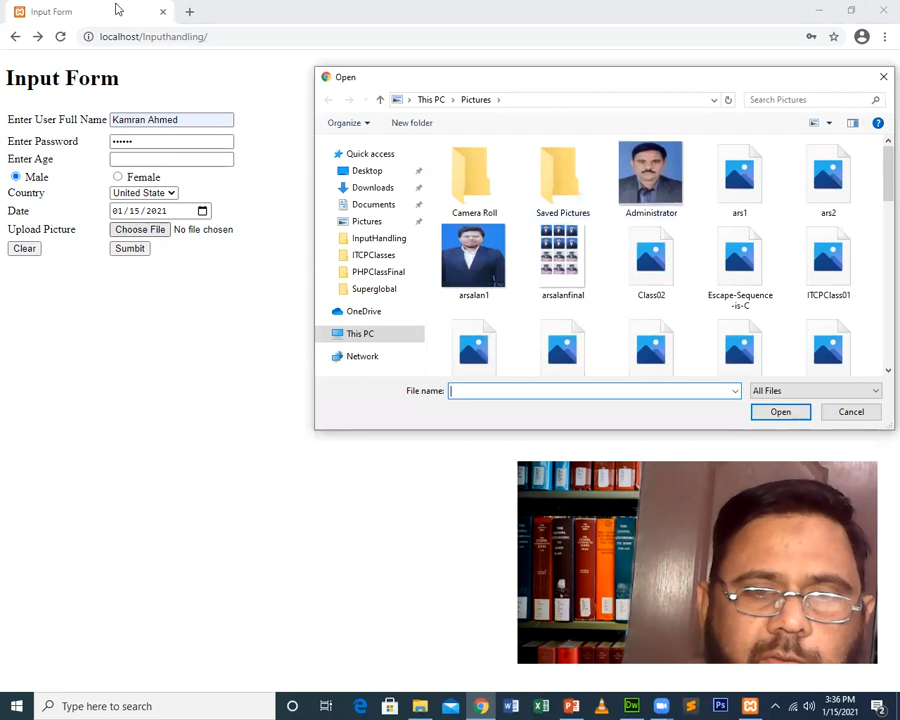 Input Form
localhost/Inputhandling/
Input Form
Enter User Full Name Kamran Ahmed
Enter Password ••••••
Enter Age
Male Female
Country United State
Date 01/15/2021
Upload Picture Choose File No file chosen
Clear Sumbit
Open
This PC > Pictures >
Search Pictures
Organize New folder
Quick access
Desktop
Downloads
Documents
Pictures
InputHandling
ITCPClasses
PHPClassFinal
Superglobal
OneDrive
This PC
Network
Camera Roll Saved Pictures Administrator ars1 ars2
arsalan1 arsalanfinal Class02 Escape-Sequence ITCPClass01
-is-C
File name: All Files
Open Cancel
Type here to search
3:36 PM
1/15/2021
2